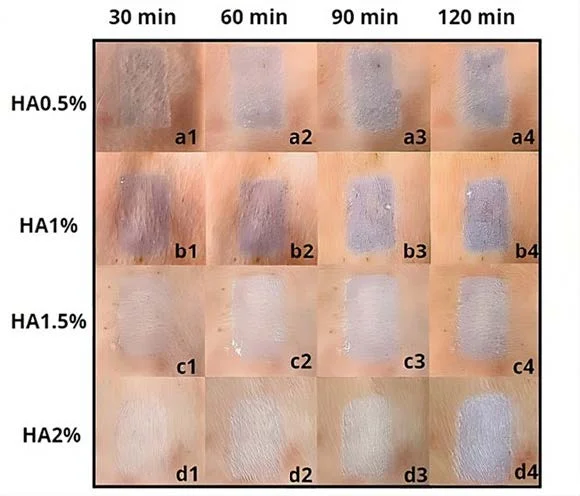 30 min 60 min 90 min 120 min
HA0.5%
a1 a2 a3 a4
HA1%
b1 b2 b3 b4
HA1.5%
c1 c2 c3 c4
HA2%
d1 d2 d3 d4